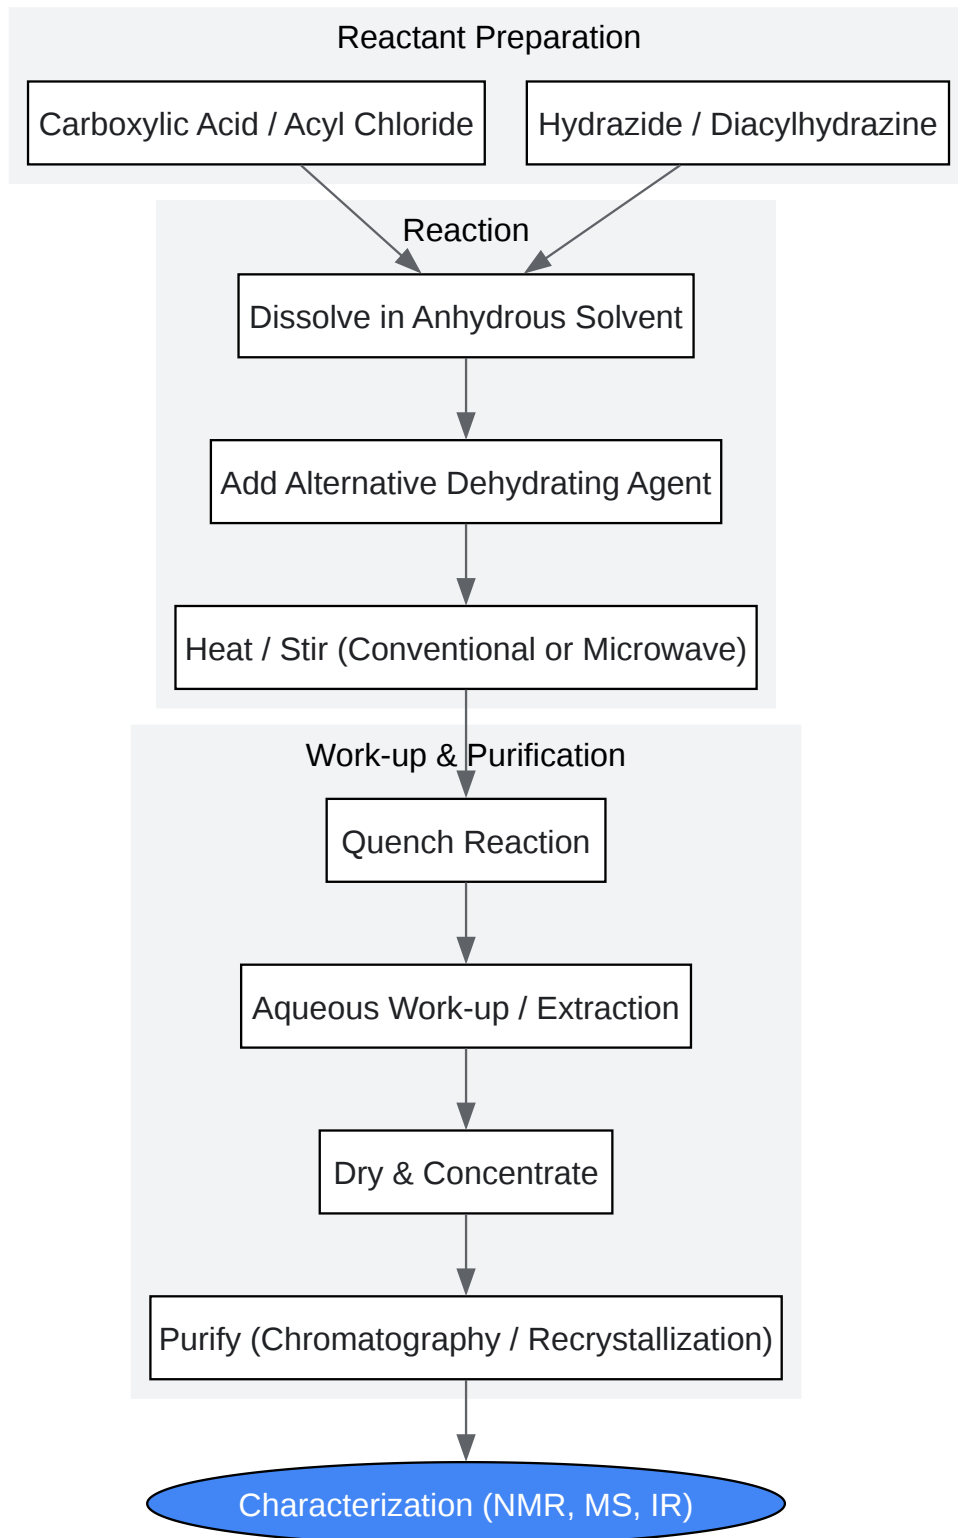 Reactant Preparation
Carboxylic Acid / Acyl Chloride
Hydrazide / Diacylhydrazine
Reaction
Dissolve in Anhydrous Solvent
Add Alternative Dehydrating Agent
Heat / Stir (Conventional or Microwave)
Work-up & Purification
Quench Reaction
Aqueous Work-up / Extraction
Dry & Concentrate
Purify (Chromatography / Recrystallization)
Characterization (NMR, MS, IR)